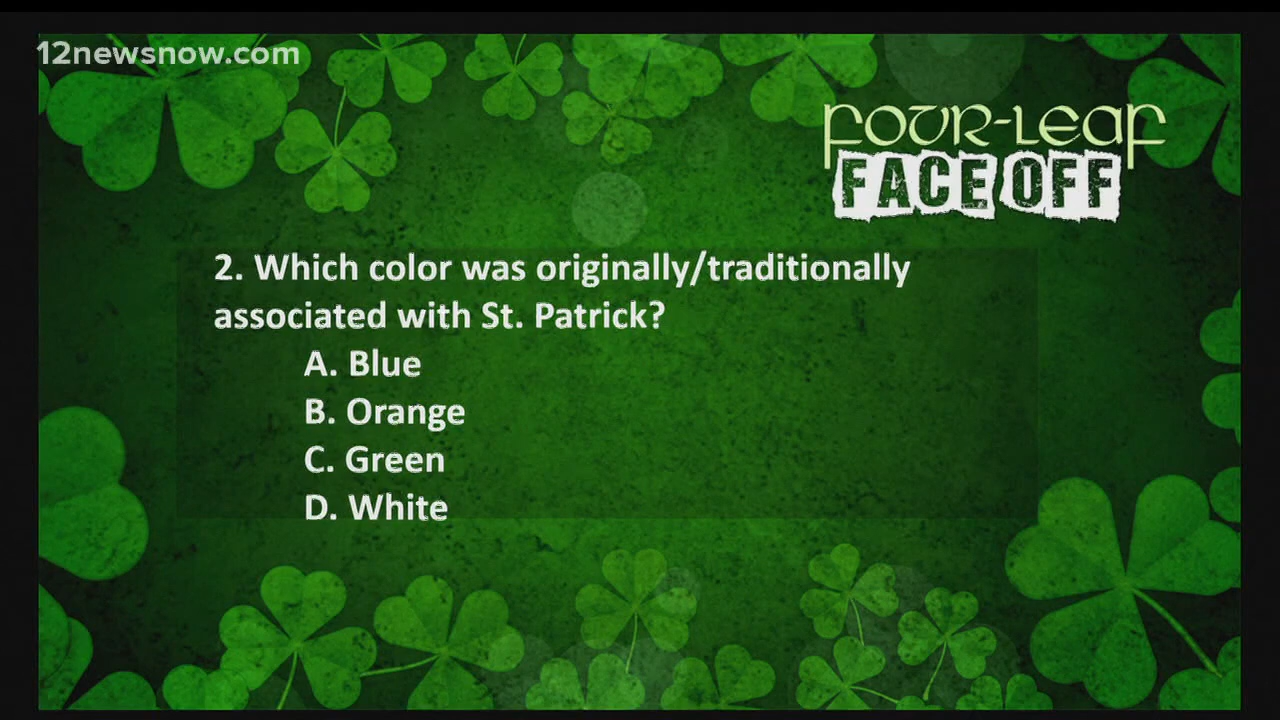 12newsnow.com
FOUR-LEAF
FACE OFF
2. Which color was originally/traditionally
associated with St. Patrick?
A. Blue
B. Orange
C. Green
D. White